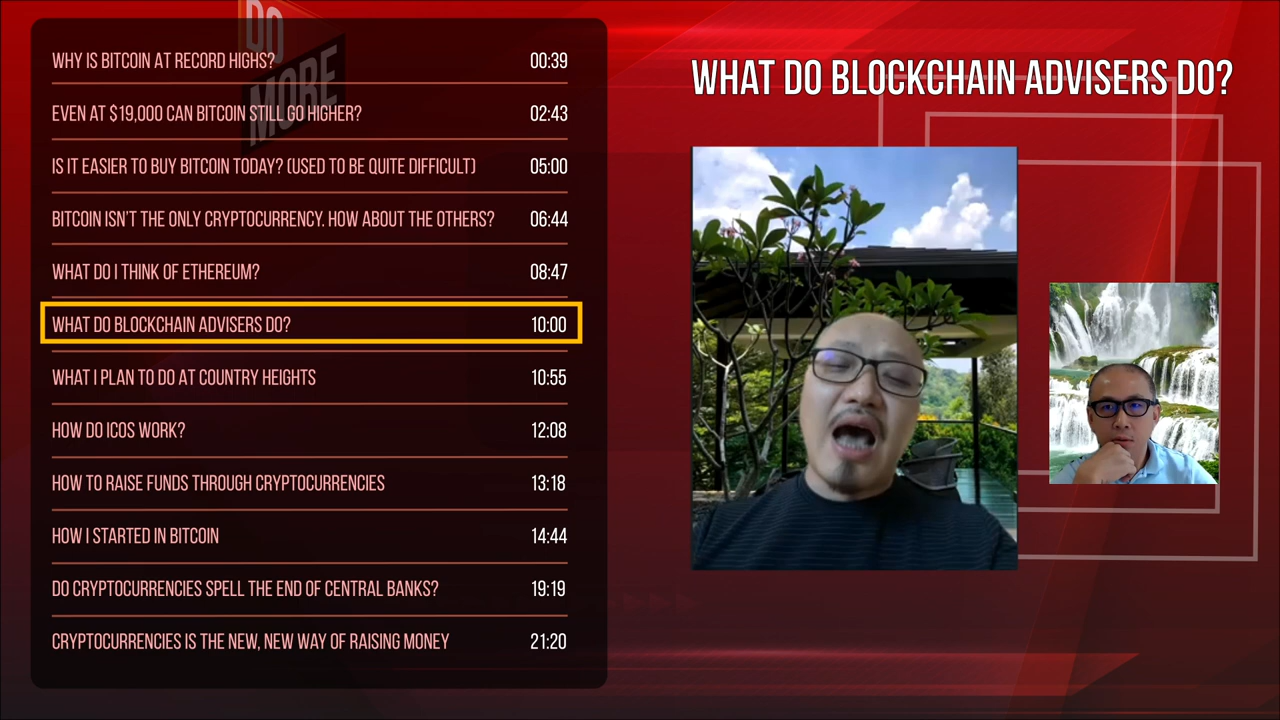 DO
MORE
WHY IS BITCOIN AT RECORD HIGHS? 00:39
EVEN AT $19,000 CAN BITCOIN STILL GO HIGHER? 02:43
IS IT EASIER TO BUY BITCOIN TODAY? (USED TO BE QUITE DIFFICULT) 05:00
BITCOIN ISN'T THE ONLY CRYPTOCURRENCY. HOW ABOUT THE OTHERS? 06:44
WHAT DO I THINK OF ETHEREUM? 08:47
WHAT DO BLOCKCHAIN ADVISERS DO? 10:00
WHAT I PLAN TO DO AT COUNTRY HEIGHTS 10:55
HOW DO ICOS WORK? 12:08
HOW TO RAISE FUNDS THROUGH CRYPTOCURRENCIES 13:18
HOW I STARTED IN BITCOIN 14:44
DO CRYPTOCURRENCIES SPELL THE END OF CENTRAL BANKS? 19:19
CRYPTOCURRENCIES IS THE NEW, NEW WAY OF RAISING MONEY 21:20
WHAT DO BLOCKCHAIN ADVISERS DO?